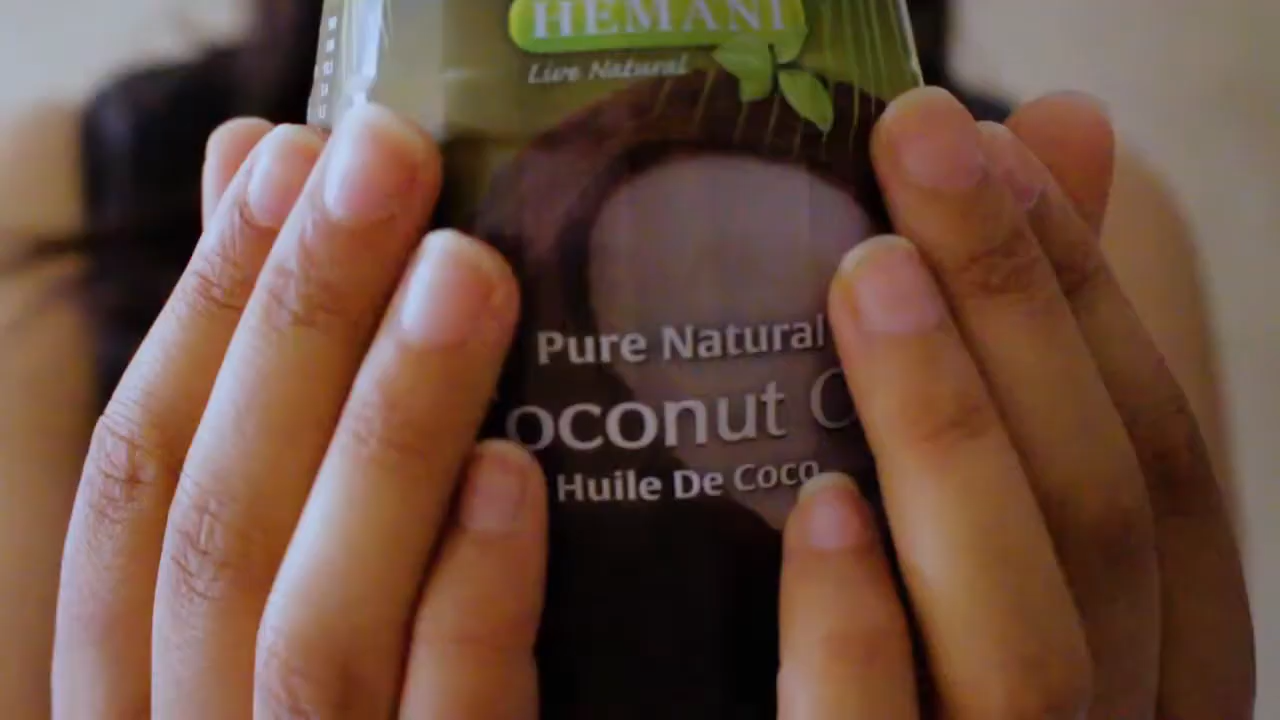 HEMANI
Live Natural
Pure Natural
oconut O
Huile De Coco